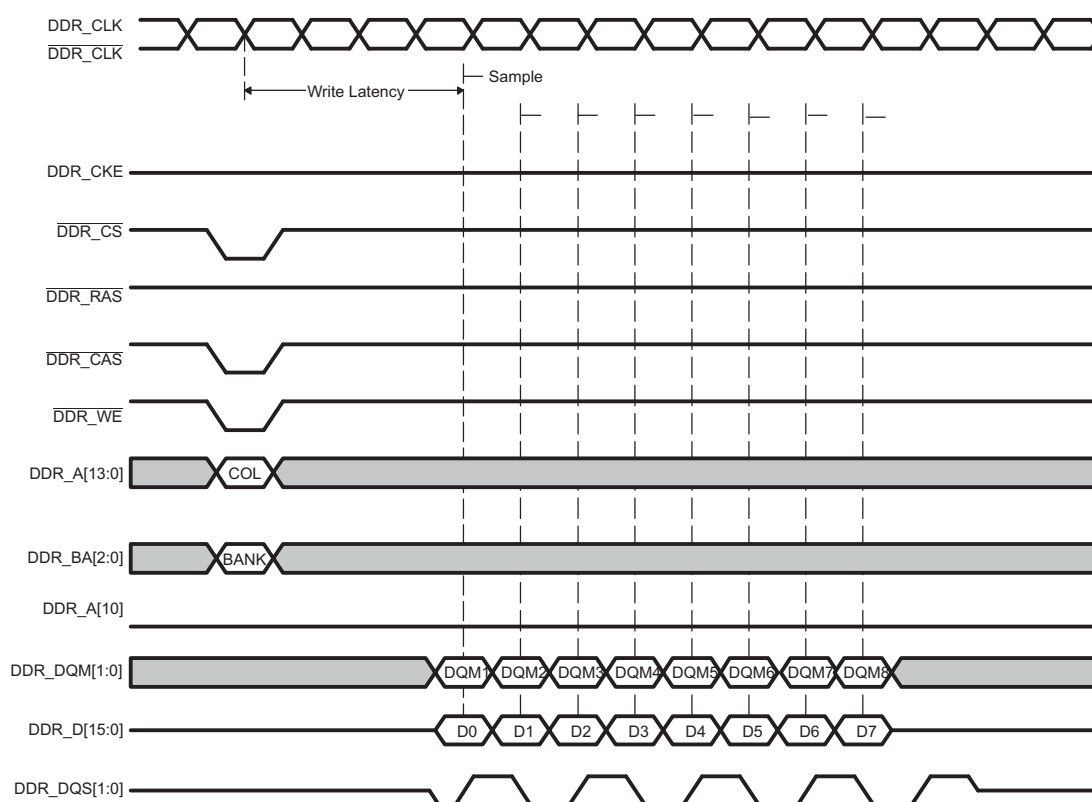 DDR_CLK
DDR_CLK
Sample
Write Latency
DDR_CKE
DDR_CS
DDR_RAS
DDR_CAS
DDR_WE
DDR_A[13:0] COL
DDR_BA[2:0] BANK
DDR_A[10]
DDR_DQM[1:0] DQM1 DQM2 DQM3 DQM4 DQM5 DQM6 DQM7 DQM8
DDR_D[15:0] D0 D1 D2 D3 D4 D5 D6 D7
DDR_DQS[1:0]